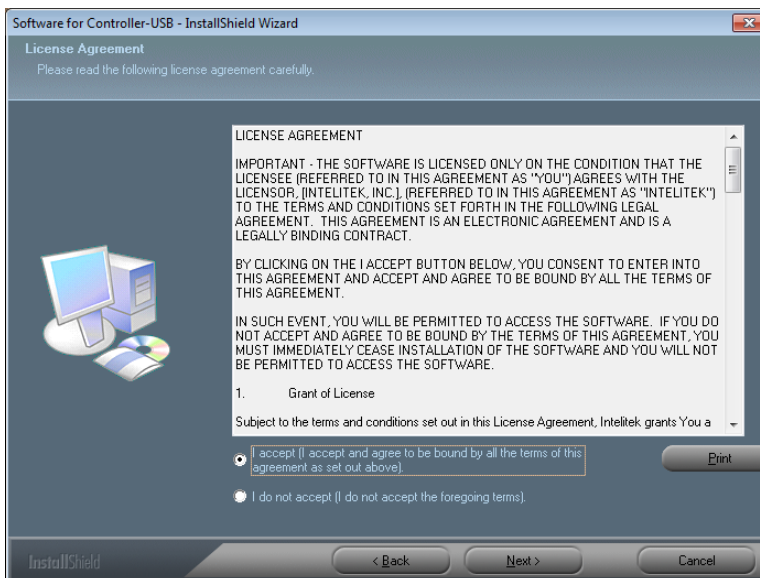 Software for Controller-USB - InstallShield Wizard
License Agreement
Please read the following license agreement carefully.
LICENSE AGREEMENT
IMPORTANT - THE SOFTWARE IS LICENSED ONLY ON THE CONDITION THAT THE
LICENSEE (REFERRED TO IN THIS AGREEMENT AS "YOU") AGREES WITH THE
LICENSOR, [INTELITEK, INC.], (REFERRED TO IN THIS AGREEMENT AS "INTELITEK")
TO THE TERMS AND CONDITIONS SET FORTH IN THE FOLLOWING LEGAL
AGREEMENT. THIS AGREEMENT IS AN ELECTRONIC AGREEMENT AND IS A
LEGALLY BINDING CONTRACT.
BY CLICKING ON THE I ACCEPT BUTTON BELOW, YOU CONSENT TO ENTER INTO
THIS AGREEMENT AND ACCEPT AND AGREE TO BE BOUND BY ALL THE TERMS OF
THIS AGREEMENT.
IN SUCH EVENT, YOU WILL BE PERMITTED TO ACCESS THE SOFTWARE. IF YOU DO
NOT ACCEPT AND AGREE TO BE BOUND BY THE TERMS OF THIS AGREEMENT, YOU
MUST IMMEDIATELY CEASE INSTALLATION OF THE SOFTWARE AND YOU WILL NOT
BE PERMITTED TO ACCESS THE SOFTWARE.
1. Grant of License
Subject to the terms and conditions set out in this License Agreement, Intelitek grants You a
I accept (I accept and agree to be bound by all the terms of this
agreement as set out above).
Print
I do not accept (I do not accept the foregoing terms).
InstallShield
< Back
Next >
Cancel